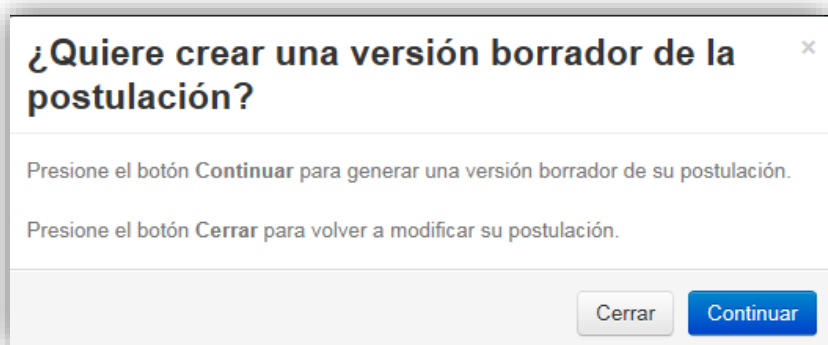 ¿Quiere crear una versión borrador de la
postulación?
×
Presione el botón Continuar para generar una versión borrador de su postulación.
Presione el botón Cerrar para volver a modificar su postulación.
Cerrar
Continuar